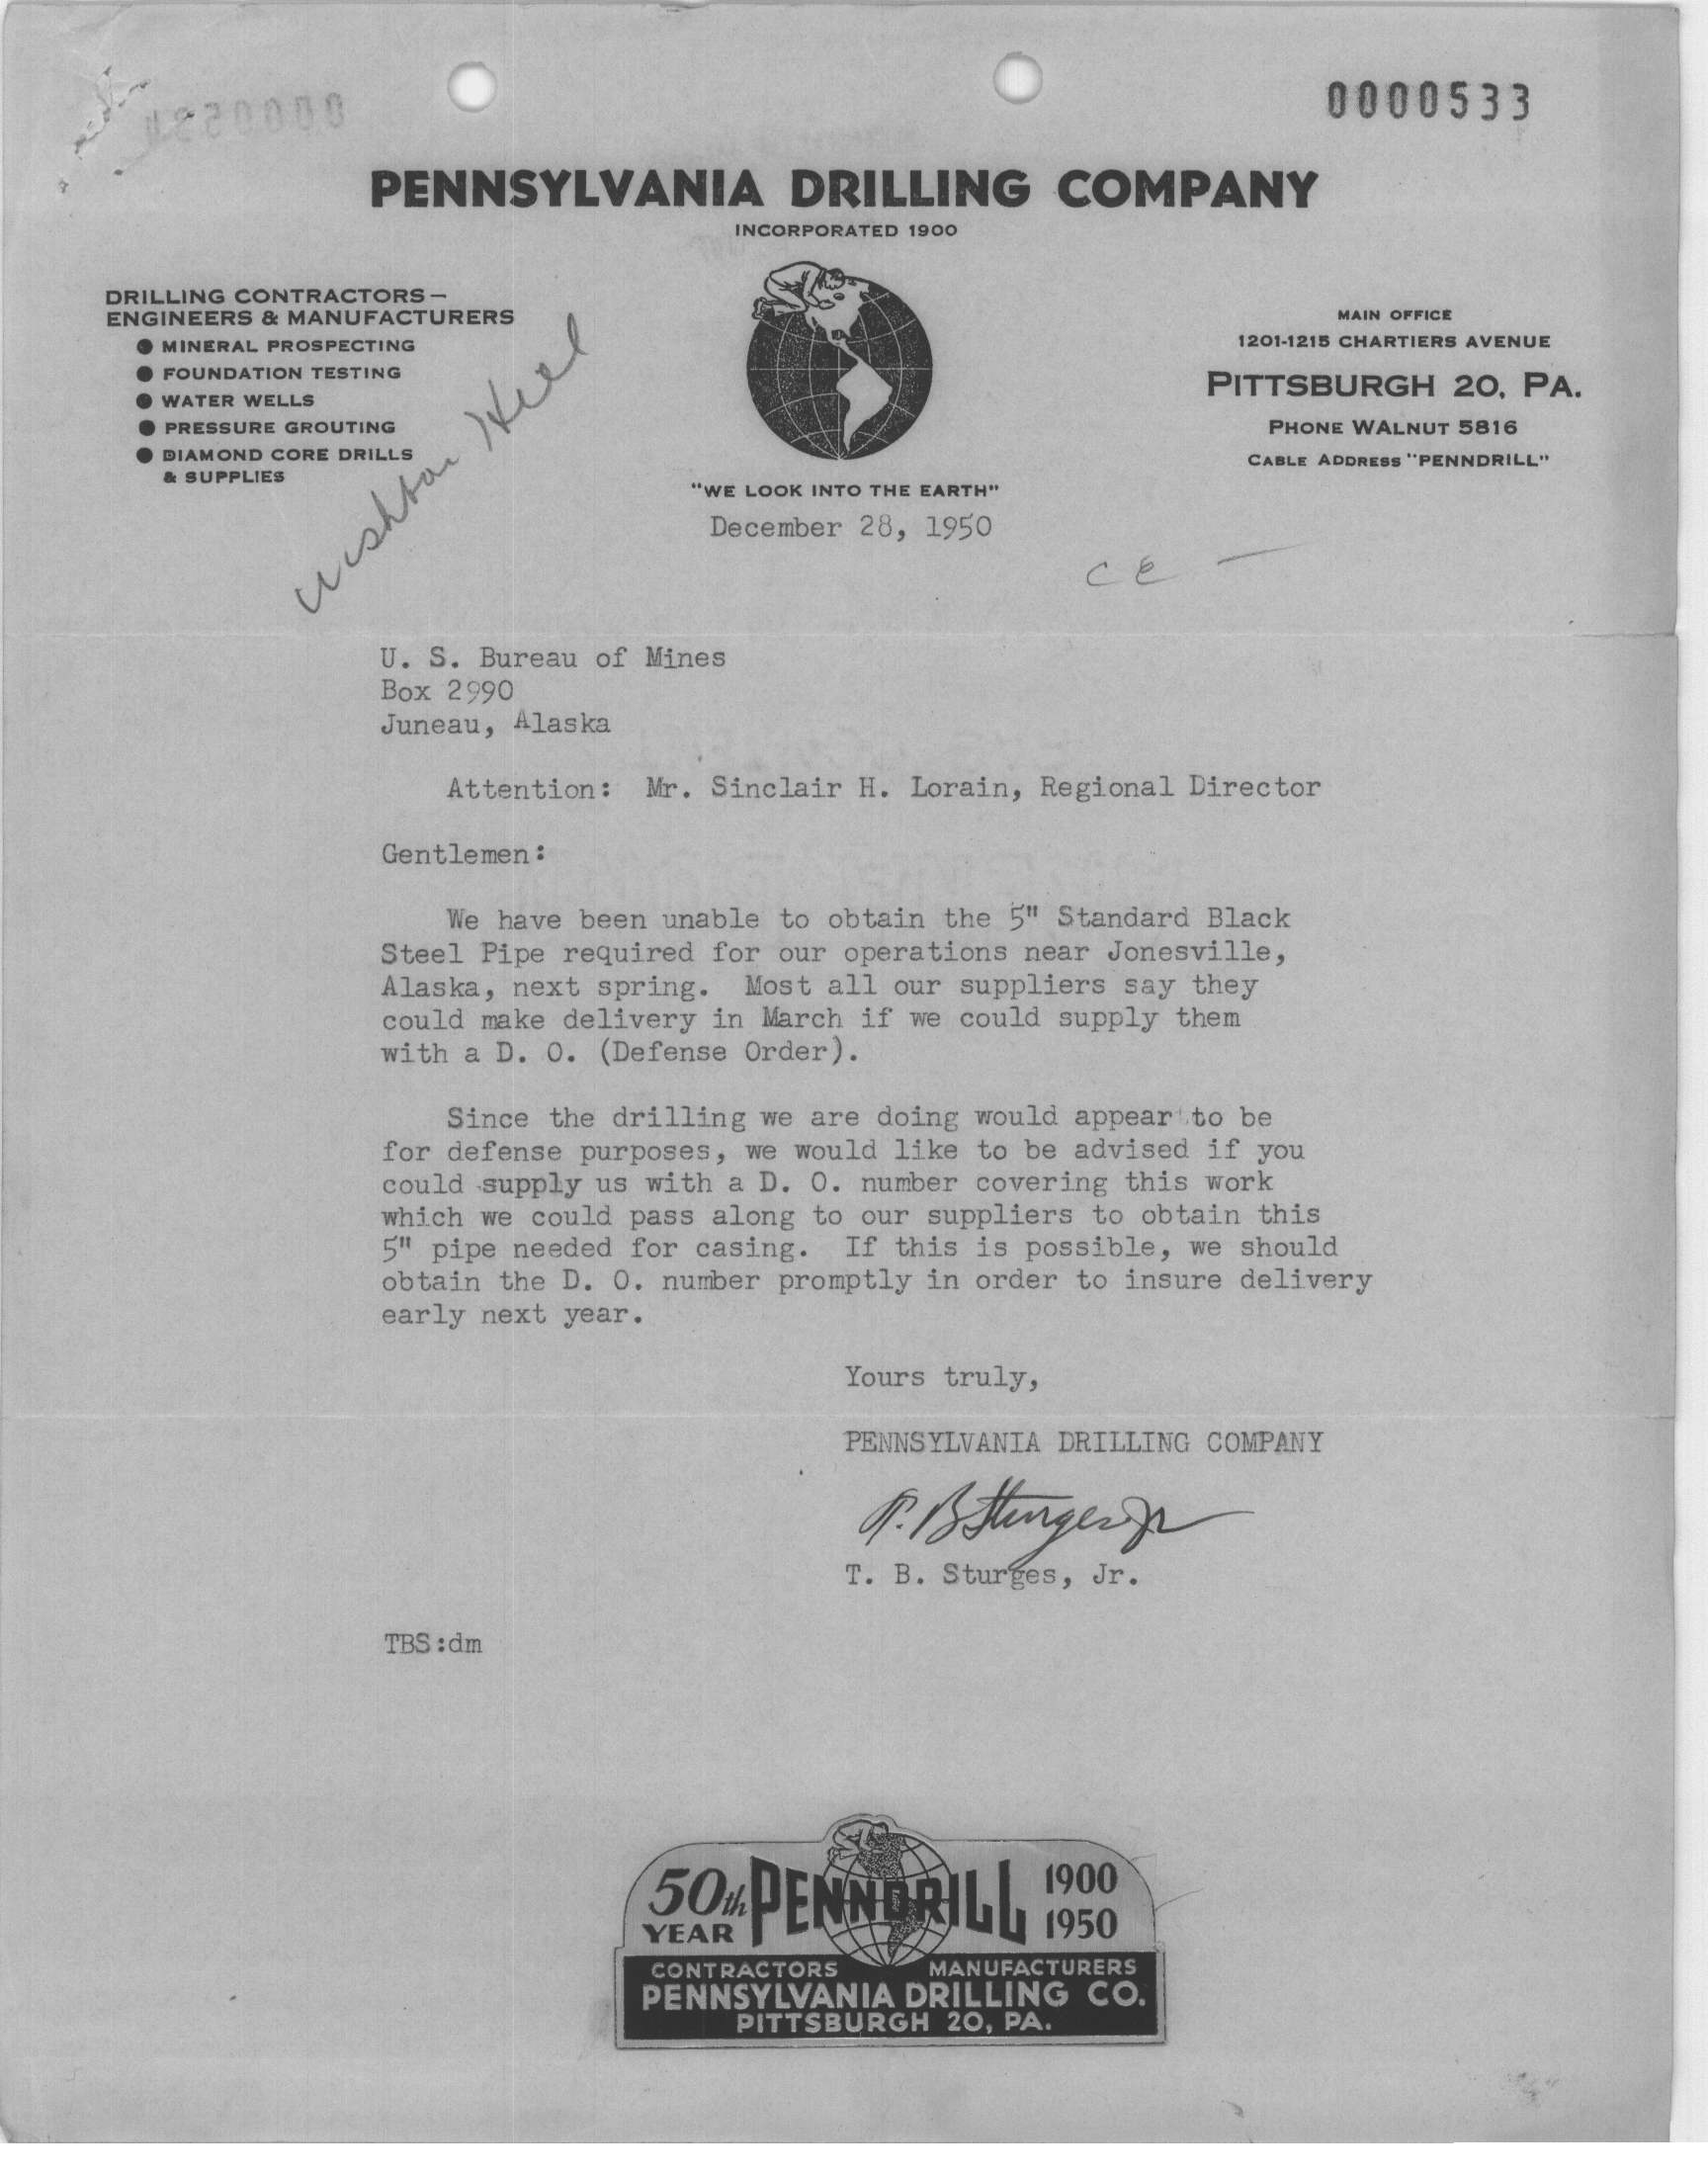 0000533
PENNSYLVANIA DRILLING COMPANY
INCORPORATED 1900
DRILLING CONTRACTORS—
ENGINEERS & MANUFACTURERS
● MINERAL PROSPECTING
● FOUNDATION TESTING
● WATER WELLS
● PRESSURE GROUTING
● DIAMOND CORE DRILLS
& SUPPLIES
"WE LOOK INTO THE EARTH"
MAIN OFFICE
1201-1215 CHARTIERS AVENUE
PITTSBURGH 20, PA.
PHONE WALNUT 5816
CABLE ADDRESS "PENNDRILL"
December 28, 1950
U. S. Bureau of Mines
Box 2990
Juneau, Alaska
Attention: Mr. Sinclair H. Lorain, Regional Director
Gentlemen:
We have been unable to obtain the 5" Standard Black
Steel Pipe required for our operations near Jonesville,
Alaska, next spring. Most all our suppliers say they
could make delivery in March if we could supply them
with a D. O. (Defense Order).
Since the drilling we are doing would appear to be
for defense purposes, we would like to be advised if you
could supply us with a D. O. number covering this work
which we could pass along to our suppliers to obtain this
5" pipe needed for casing. If this is possible, we should
obtain the D. O. number promptly in order to insure delivery
early next year.
Yours truly,
PENNSYLVANIA DRILLING COMPANY
T. B. Sturges Jr
T. B. Sturges, Jr.
TBS:dm
50th YEAR
PENNDRILL
1900
1950
CONTRACTORS MANUFACTURERS
PENNSYLVANIA DRILLING CO.
PITTSBURGH 20, PA.